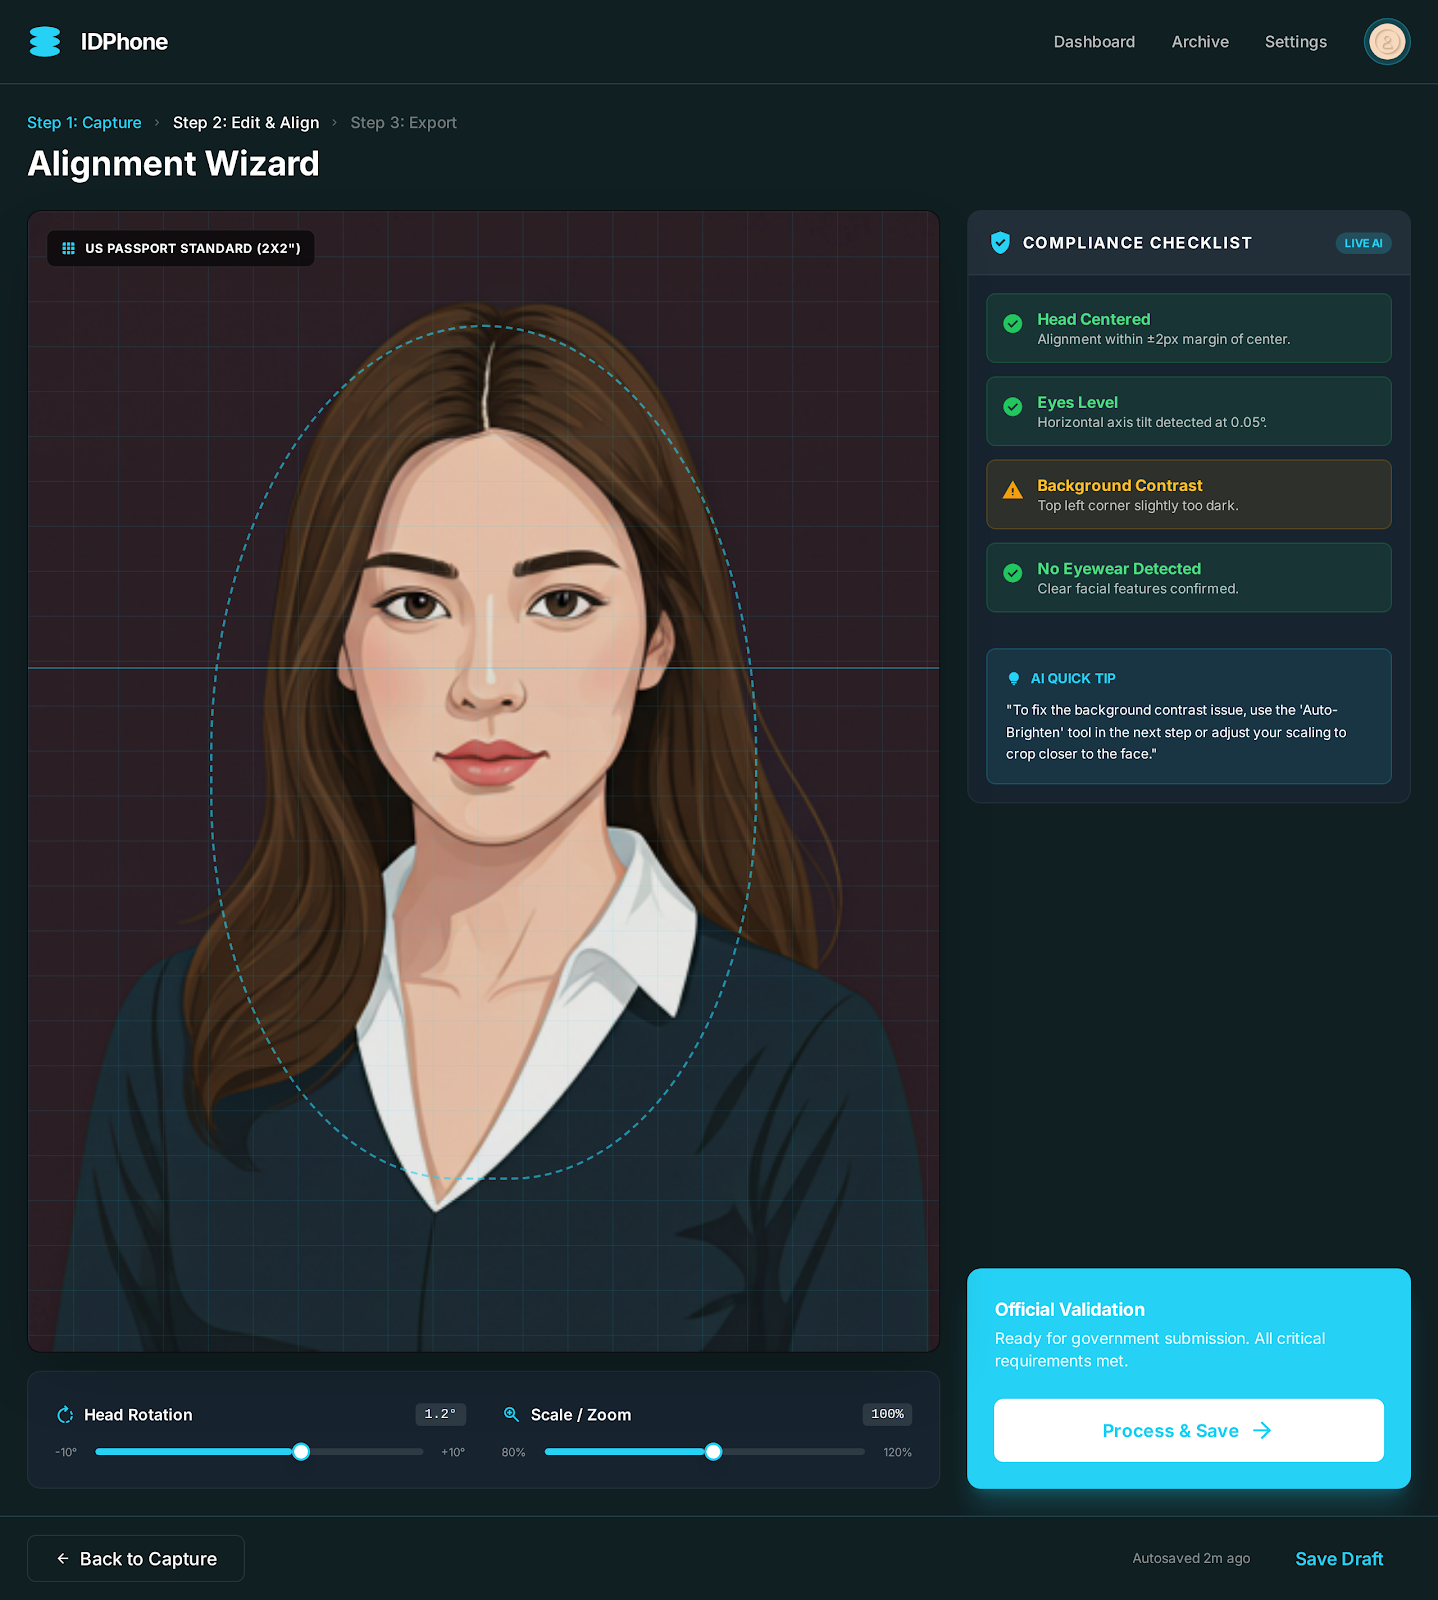 IDPhone
Dashboard
Archive
Settings
Step 1: Capture › Step 2: Edit & Align › Step 3: Export
Alignment Wizard
US PASSPORT STANDARD (2X2")
COMPLIANCE CHECKLIST
LIVE AI
Head Centered
Alignment within ±2px margin of center.
Eyes Level
Horizontal axis tilt detected at 0.05°.
Background Contrast
Top left corner slightly too dark.
No Eyewear Detected
Clear facial features confirmed.
AI QUICK TIP
"To fix the background contrast issue, use the 'Auto-
Brighten' tool in the next step or adjust your scaling to
crop closer to the face."
Official Validation
Ready for government submission. All critical
requirements met.
Process & Save
Head Rotation
1.2°
-10°
+10°
Scale / Zoom
100%
80%
120%
Back to Capture
Autosaved 2m ago
Save Draft